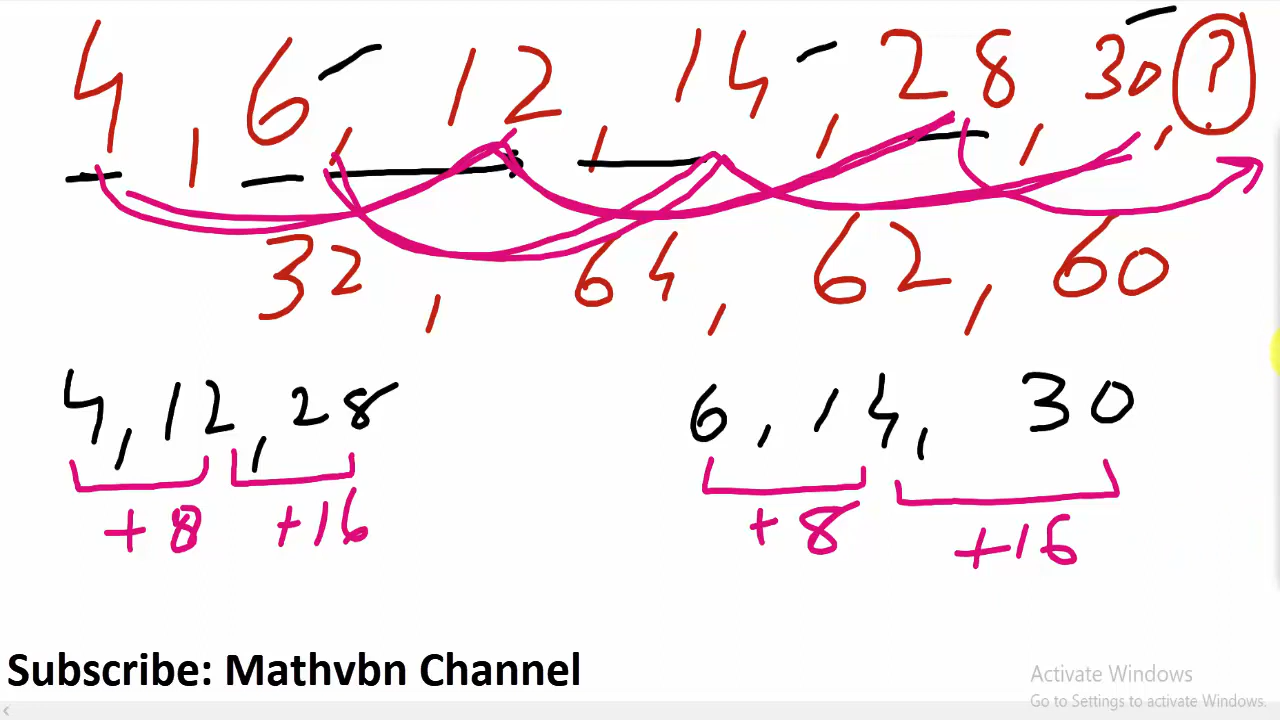 4, 6, 12, 14, 28, 30, ?
32, 64, 62, 60
4, 12, 28 6, 14, 30
+8 +16 +8 +16
Subscribe: Mathvbn Channel
Activate Windows
Go to Settings to activate Windows.